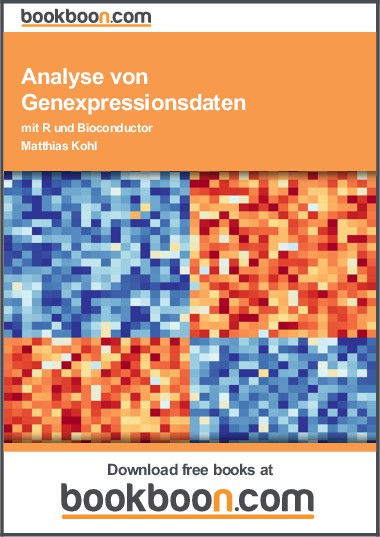 bookboon.com
Analyse von
Genexpressionsdaten
mit R und Bioconductor
Matthias Kohl
Download free books at
bookboon.com